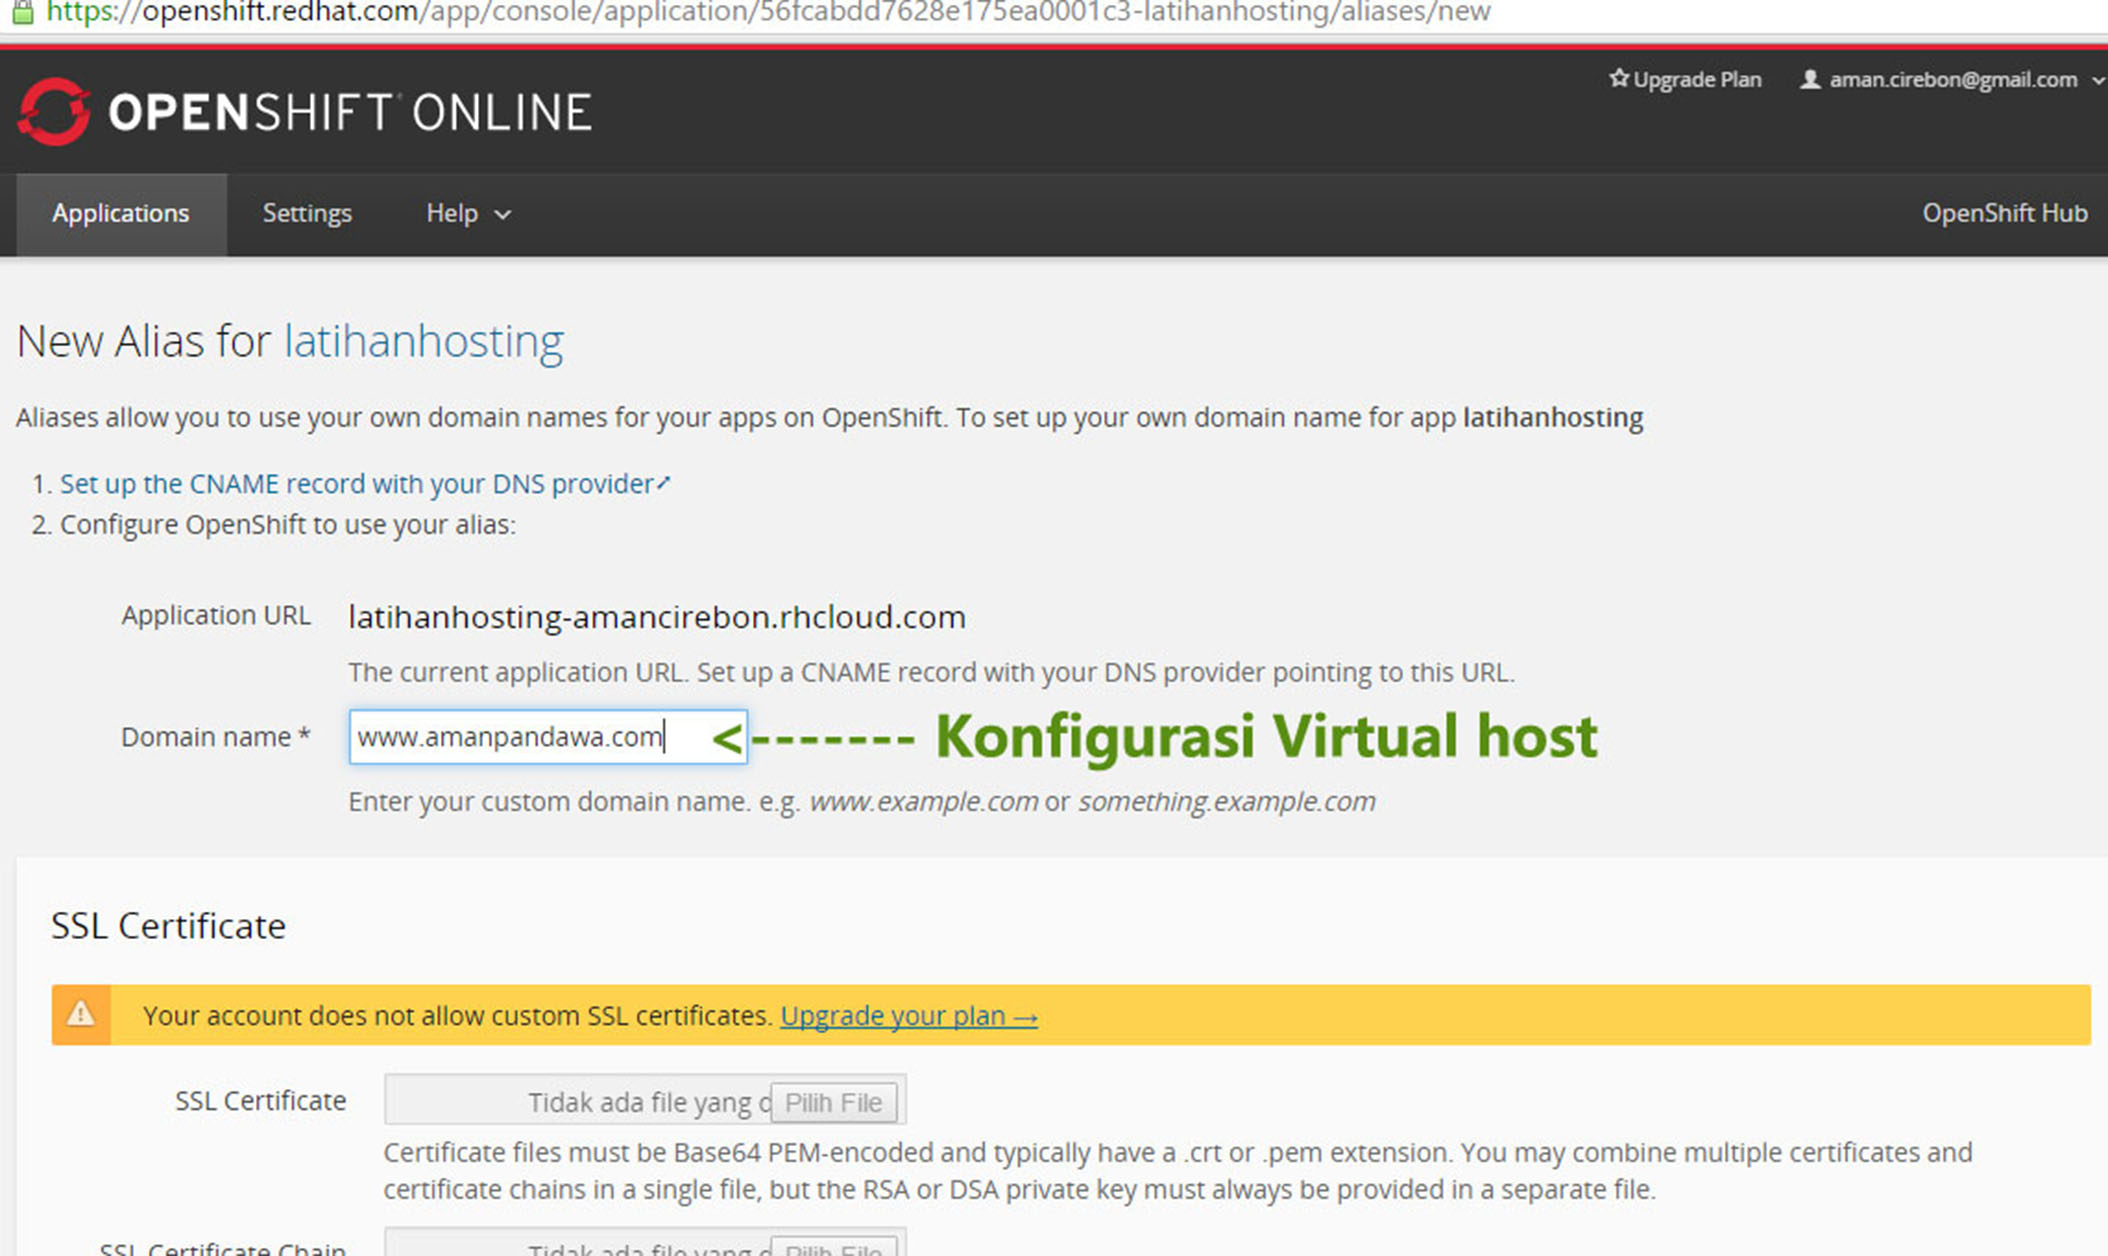 https://openshift.redhat.com/app/console/application/56fcabdd7628e175ea0001c3-latihanhosting/aliases/new
Upgrade Plan aman.cirebon@gmail.com
OPENSHIFT ONLINE
Applications Settings Help OpenShift Hub
New Alias for latihanhosting
Aliases allow you to use your own domain names for your apps on OpenShift. To set up your own domain name for app latihanhosting
1. Set up the CNAME record with your DNS provider
2. Configure OpenShift to use your alias:
Application URL latihanhosting-amancirebon.rhcloud.com
The current application URL. Set up a CNAME record with your DNS provider pointing to this URL.
Domain name * www.amanpandawa.com <------- Konfigurasi Virtual host
Enter your custom domain name. e.g. www.example.com or something.example.com
SSL Certificate
Your account does not allow custom SSL certificates. Upgrade your plan →
SSL Certificate Tidak ada file yang d Pilih File
Certificate files must be Base64 PEM-encoded and typically have a .crt or .pem extension. You may combine multiple certificates and
certificate chains in a single file, but the RSA or DSA private key must always be provided in a separate file.
SSL Certificate Chain Tidak ada file yang d Pilih File